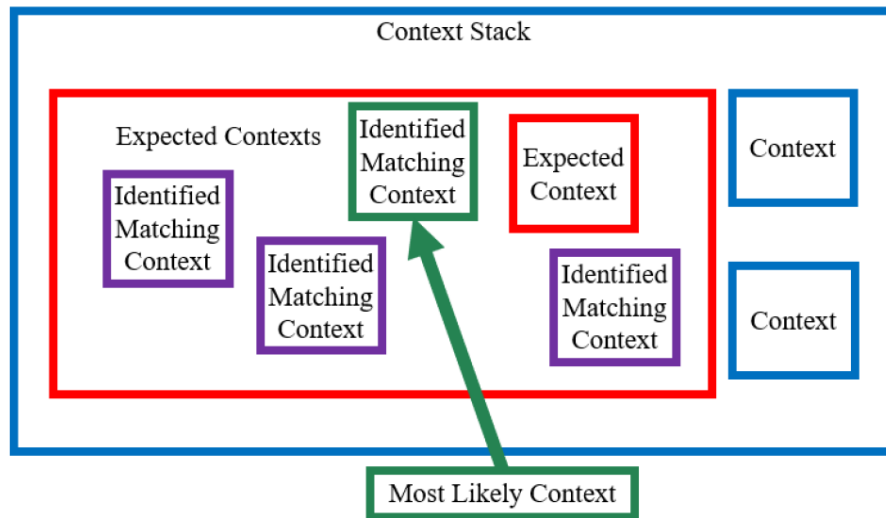 Context Stack
Expected Contexts
Identified
Matching
Context
Identified
Matching
Context
Identified
Matching
Context
Expected
Context
Identified
Matching
Context
Context
Context
Most Likely Context